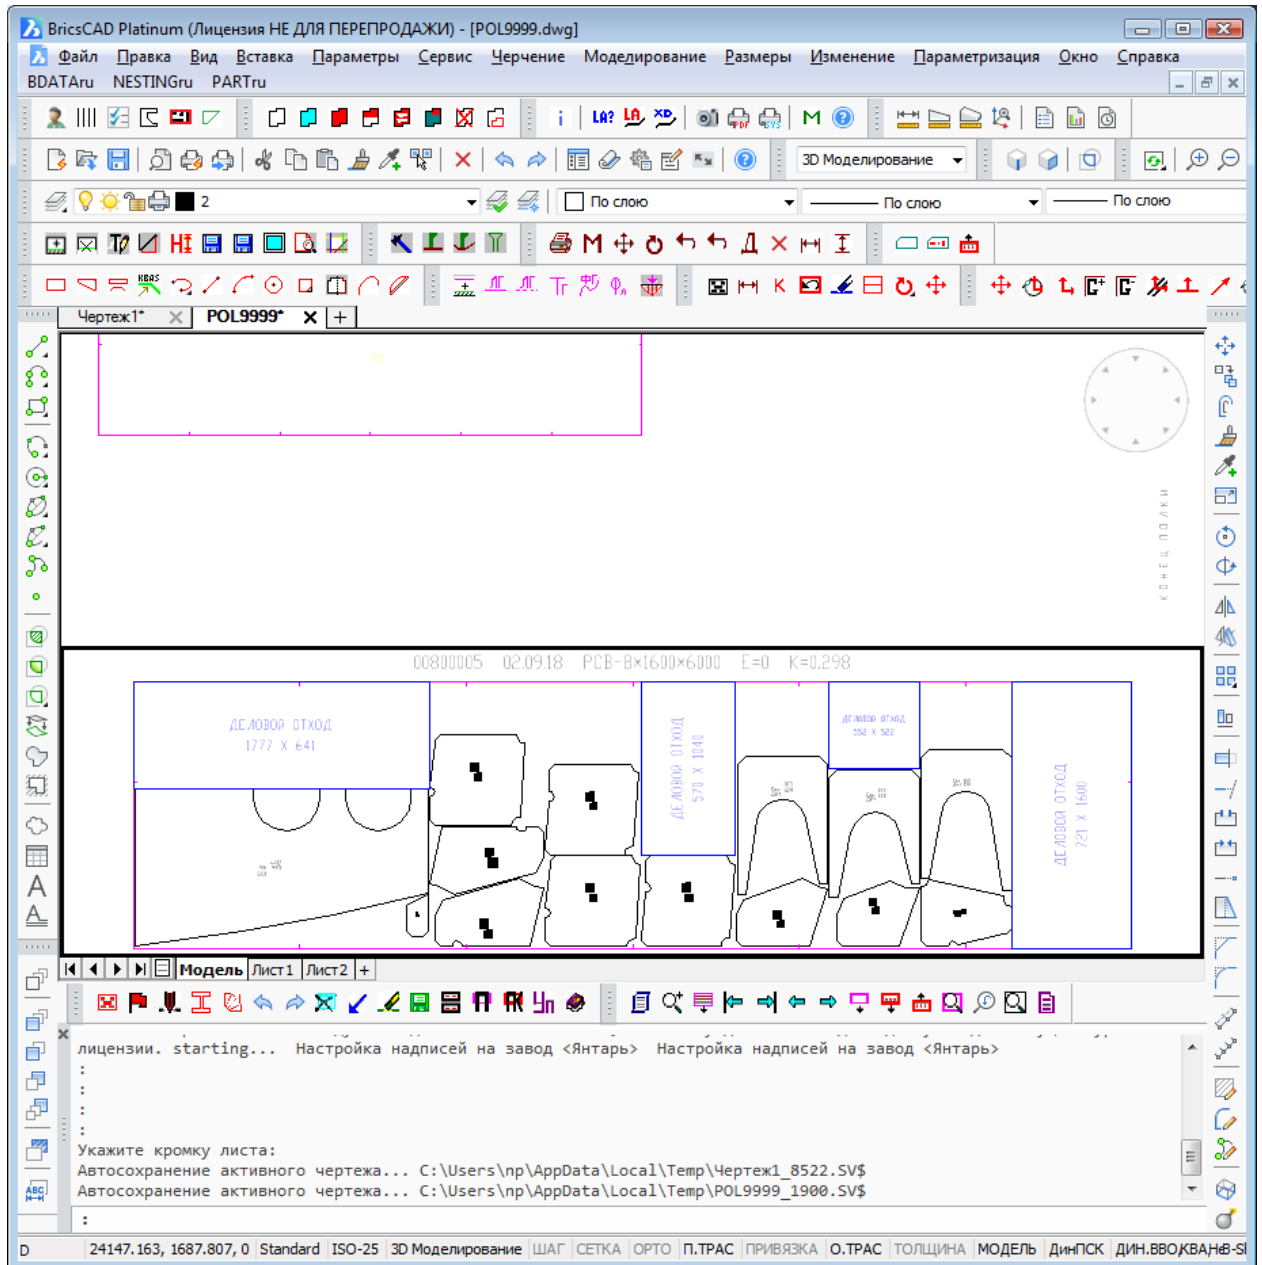 BricsCAD Platinum (Лицензия НЕ ДЛЯ ПЕРЕПРОДАЖИ) - [POL9999.dwg]
Файл Правка Вид Вставка Параметры Сервис Черчение Моделирование Размеры Изменение Параметризация Окно Справка
BDATAru NESTINGru PARTru
3D Моделирование
2 По слою По слою По слою
Чертеж1* POL9999*
КОНЕЦ ПОЛКИ
00800005 02.09.18 РСВ-8×1600×6000 E=0 K=0.298
ДЕЛОВОЙ ОТХОД
1777 X 641
ДЕЛОВОЙ ОТХОД
570 X 1040
ДЕЛОВОЙ ОТХОД
552 X 522
ДЕЛОВОЙ ОТХОД
721 X 1600
Модель Лист1 Лист2
лицензии. starting... Настройка надписей на завод <Янтарь> Настройка надписей на завод <Янтарь>
:
:
:
:
Укажите кромку листа:
Автосохранение активного чертежа... C:\Users\np\AppData\Local\Temp\Чертеж1_8522.SV$
Автосохранение активного чертежа... C:\Users\np\AppData\Local\Temp\POL9999_1900.SV$
:
D 24147.163, 1687.807, 0 Standard ISO-25 3D Моделирование ШАГ СЕТКА ОРТО П.ТРАС ПРИВЯЗКА О.ТРАС ТОЛЩИНА МОДЕЛЬ ДинПСК